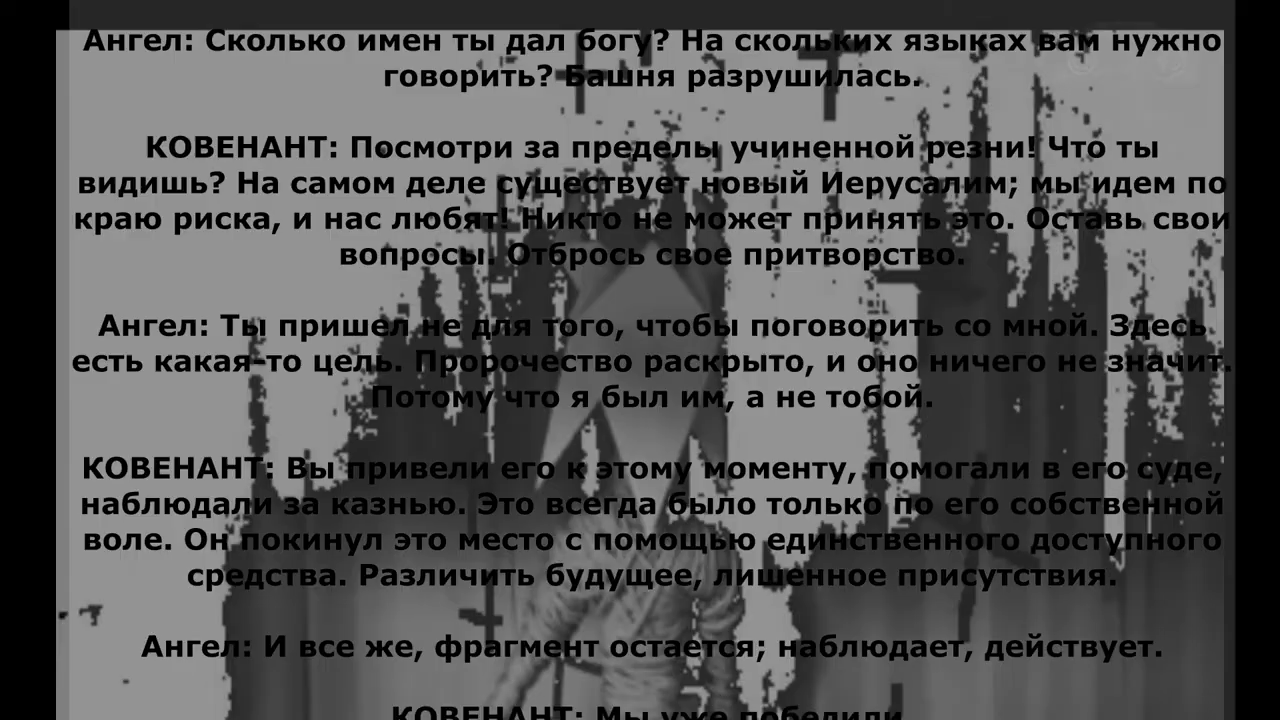 Ангел: Сколько имен ты дал богу? На скольких языках вам нужно
говорить? Башня разрушилась.
КОВЕНАНТ: Посмотри за пределы учиненной резни! Что ты
видишь? На самом деле существует новый Иерусалим; мы идем по
краю риска, и нас любят! Никто не может принять это. Оставь свои
вопросы. Отбрось свое притворство.
Ангел: Ты пришел не для того, чтобы поговорить со мной. Здесь
есть какая-то цель. Пророчество раскрыто, и оно ничего не значит.
Потому что я был им, а не тобой.
КОВЕНАНТ: Вы привели его к этому моменту, помогали в его суде,
наблюдали за казнью. Это всегда было только по его собственной
воле. Он покинул это место с помощью единственного доступного
средства. Различить будущее, лишенное присутствия.
Ангел: И все же, фрагмент остается; наблюдает, действует.
КОВЕНАНТ: Мы уже победили